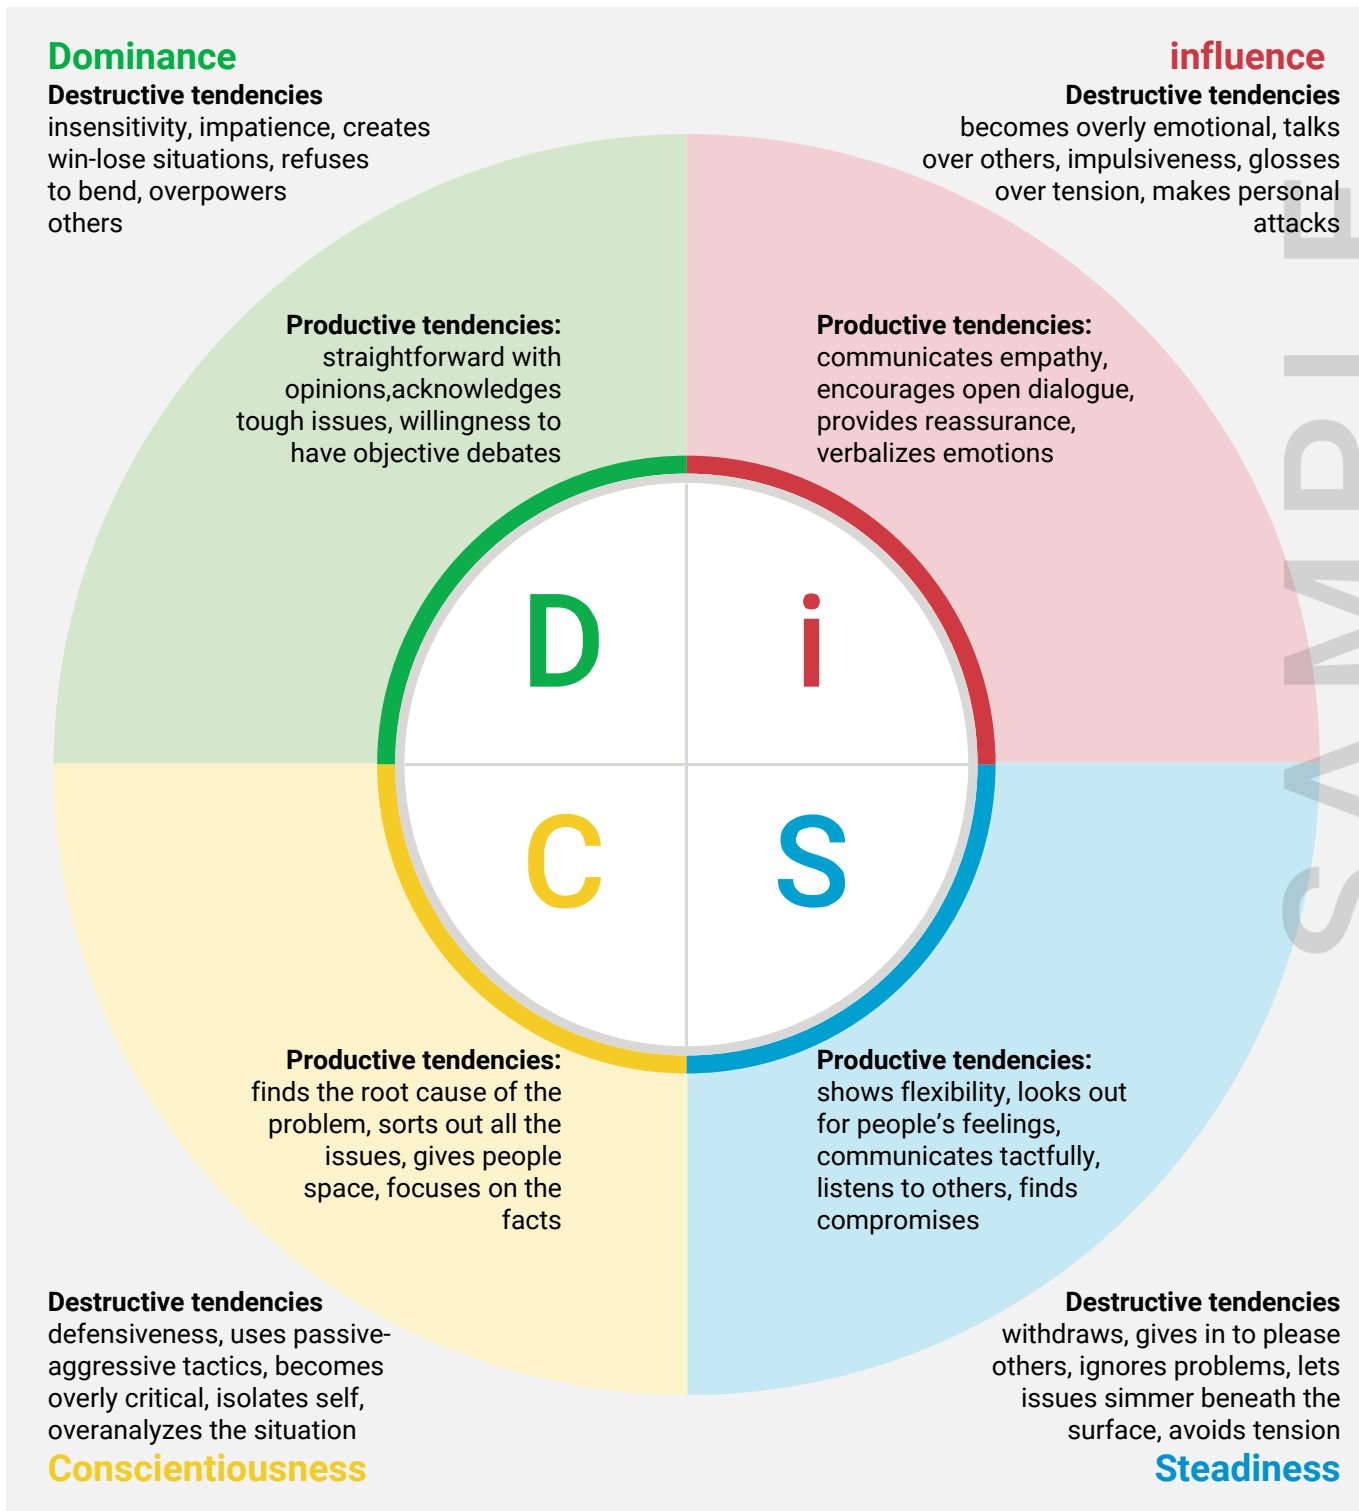 Dominance
Destructive tendencies
insensitivity, impatience, creates
win-lose situations, refuses
to bend, overpowers
others
influence
Destructive tendencies
becomes overly emotional, talks
over others, impulsiveness, glosses
over tension, makes personal
attacks
Productive tendencies:
straightforward with
opinions,acknowledges
tough issues, willingness to
have objective debates
Productive tendencies:
communicates empathy,
encourages open dialogue,
provides reassurance,
verbalizes emotions
D
i
C
S
Productive tendencies:
finds the root cause of the
problem, sorts out all the
issues, gives people
space, focuses on the
facts
Productive tendencies:
shows flexibility, looks out
for people’s feelings,
communicates tactfully,
listens to others, finds
compromises
Destructive tendencies
defensiveness, uses passive-
aggressive tactics, becomes
overly critical, isolates self,
overanalyzes the situation
Conscientiousness
Destructive tendencies
withdraws, gives in to please
others, ignores problems, lets
issues simmer beneath the
surface, avoids tension
Steadiness
SAMPLE